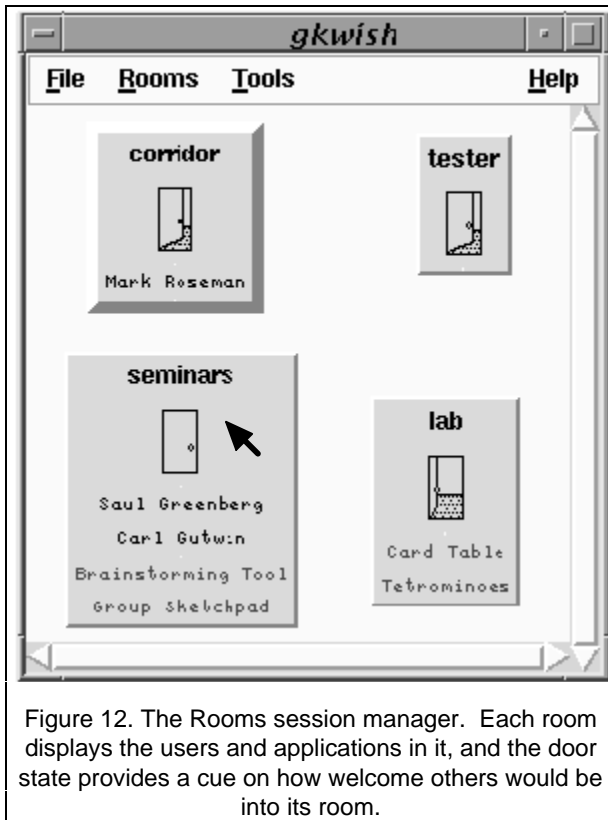 gkwish
File Rooms Tools Help
corridor
Mark Roseman
tester
seminars
Saul Greenberg
Carl Gutwin
Brainstorming Tool
Group Sketchpad
lab
Card Table
Tetrominoes
Figure 12. The Rooms session manager. Each room
displays the users and applications in it, and the door
state provides a cue on how welcome others would be
into its room.